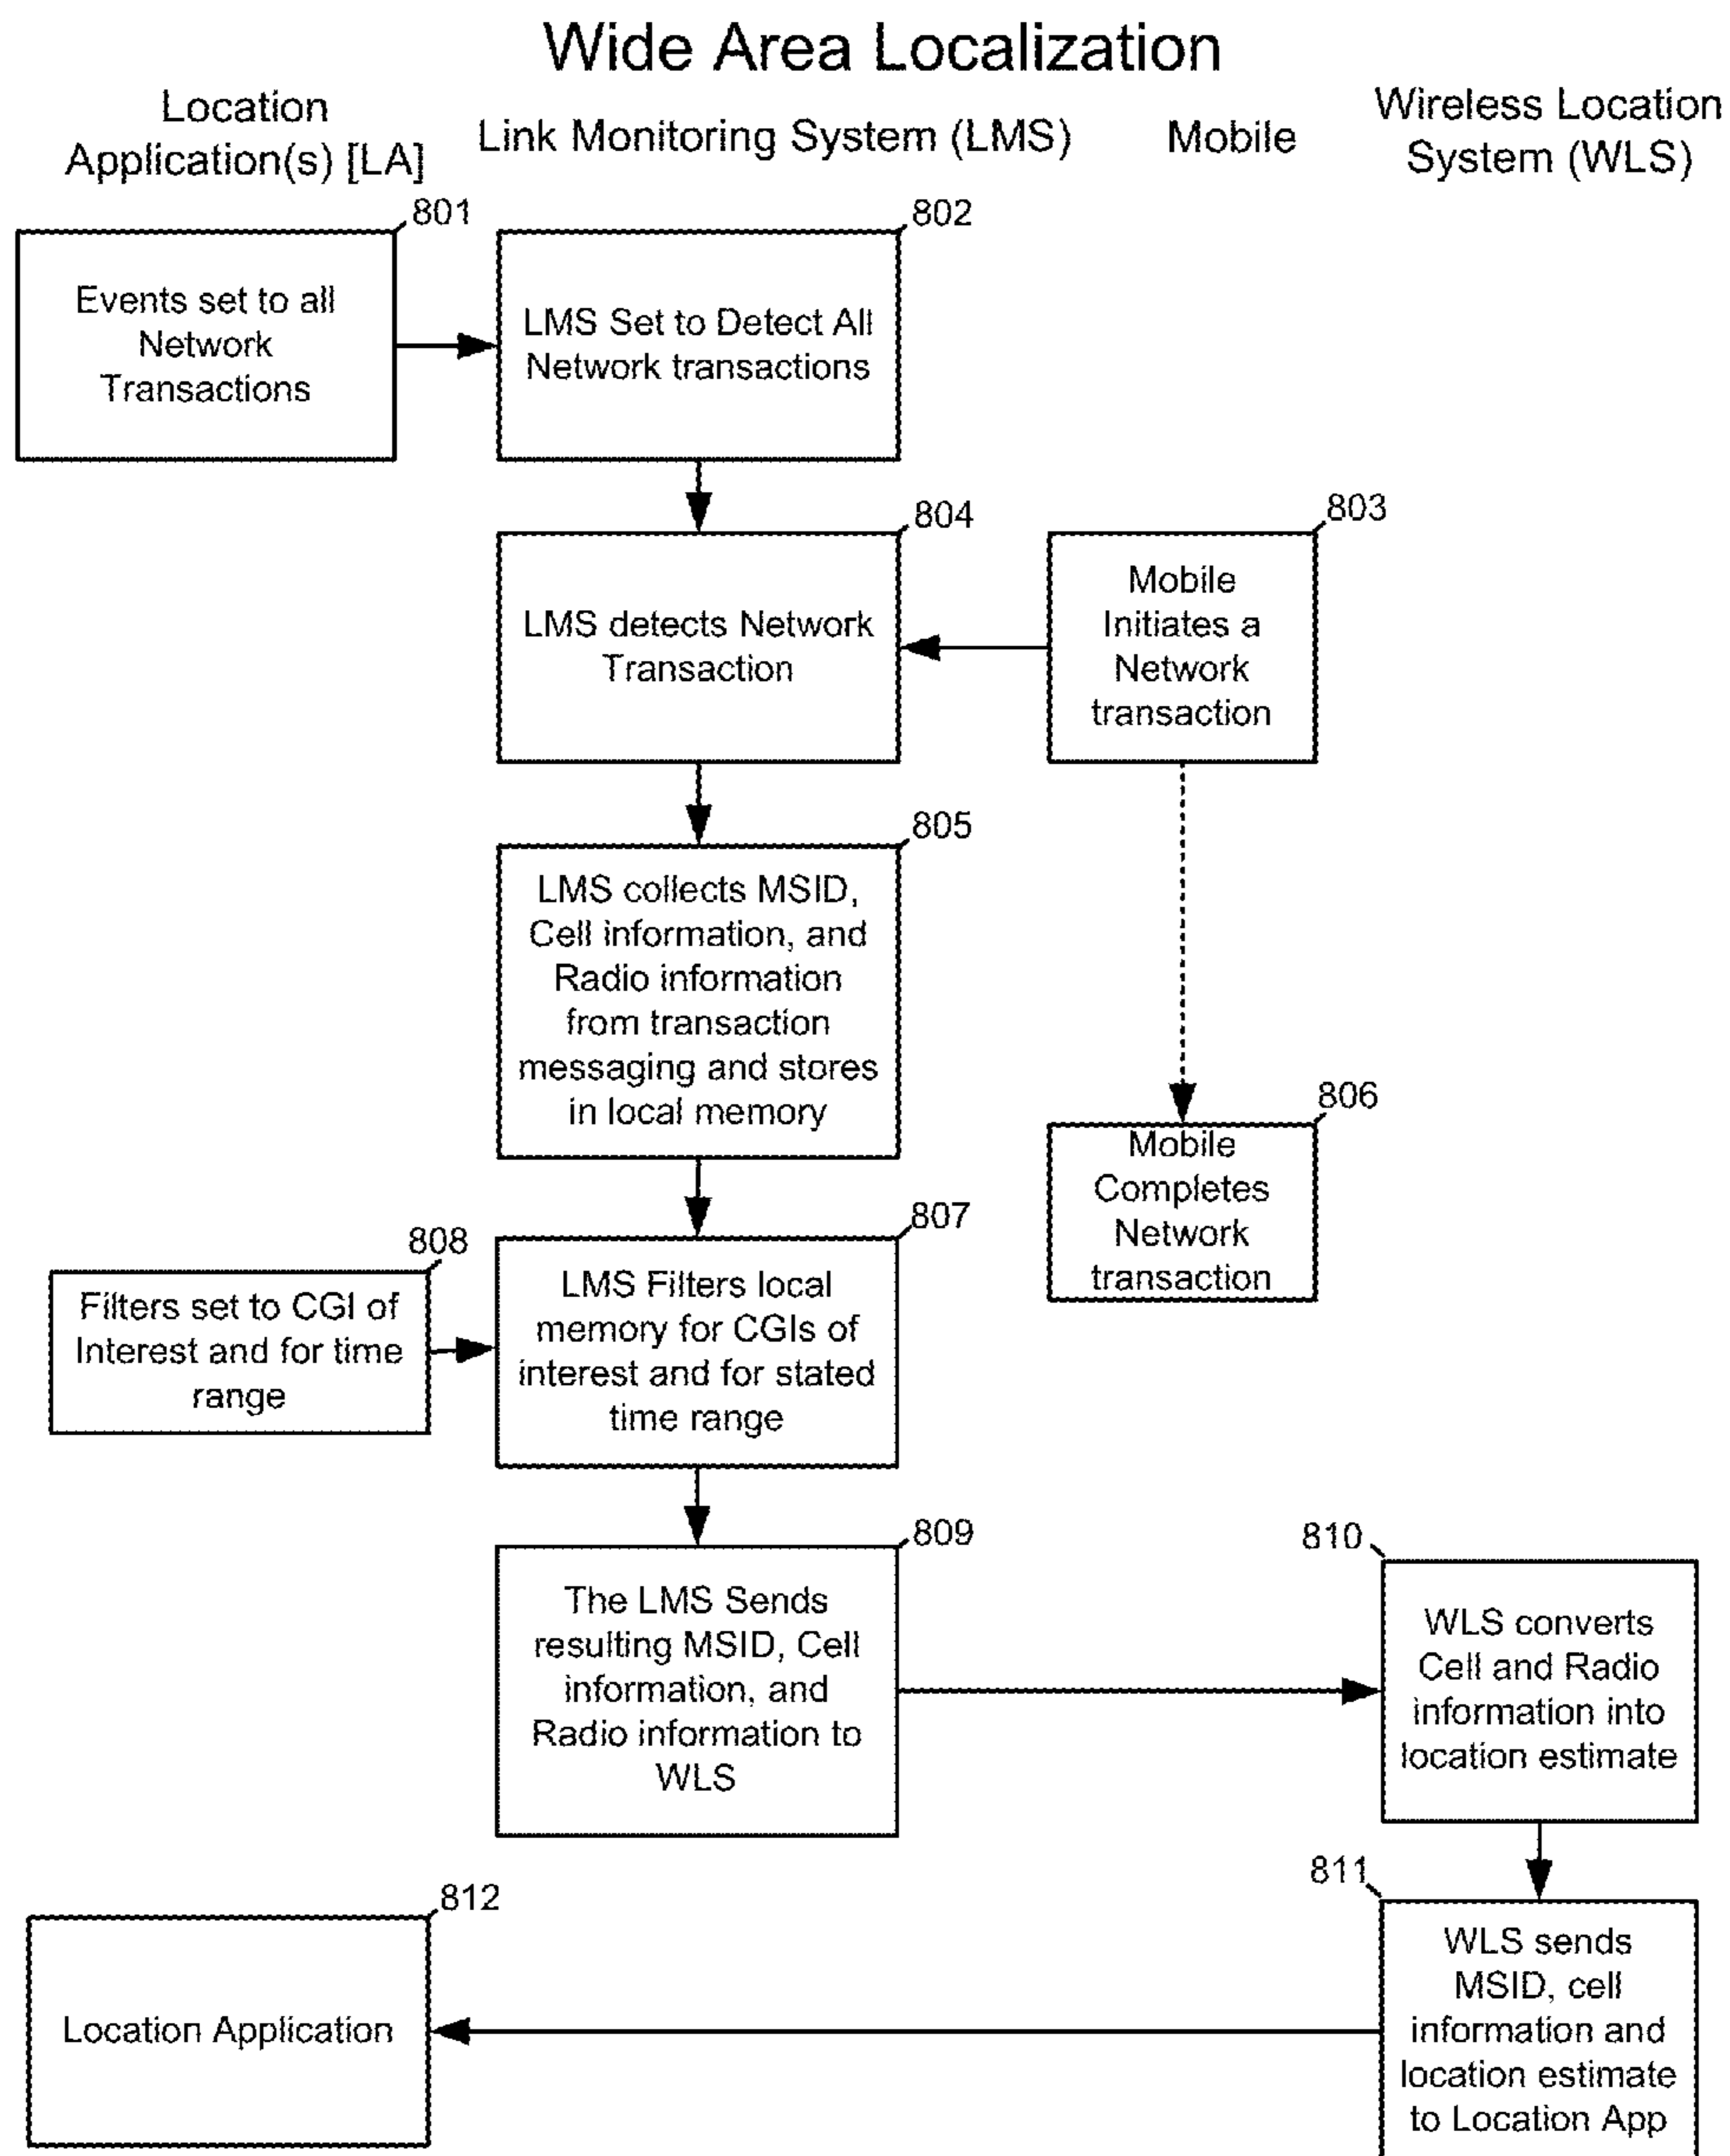 Wide Area Localization
Location
Application(s) [LA]
Link Monitoring System (LMS)
Mobile
Wireless Location
System (WLS)
801
Events set to all
Network
Transactions
802
LMS Set to Detect All
Network transactions
804
LMS detects Network
Transaction
803
Mobile
Initiates a
Network
transaction
805
LMS collects MSID,
Cell information, and
Radio information
from transaction
messaging and stores
in local memory
806
Mobile
Completes
Network
transaction
808
Filters set to CGI of
Interest and for time
range
807
LMS Filters local
memory for CGIs of
interest and for stated
time range
809
The LMS Sends
resulting MSID, Cell
information, and
Radio information to
WLS
810
WLS converts
Cell and Radio
information into
location estimate
811
WLS sends
MSID, cell
information and
location estimate
to Location App
812
Location Application